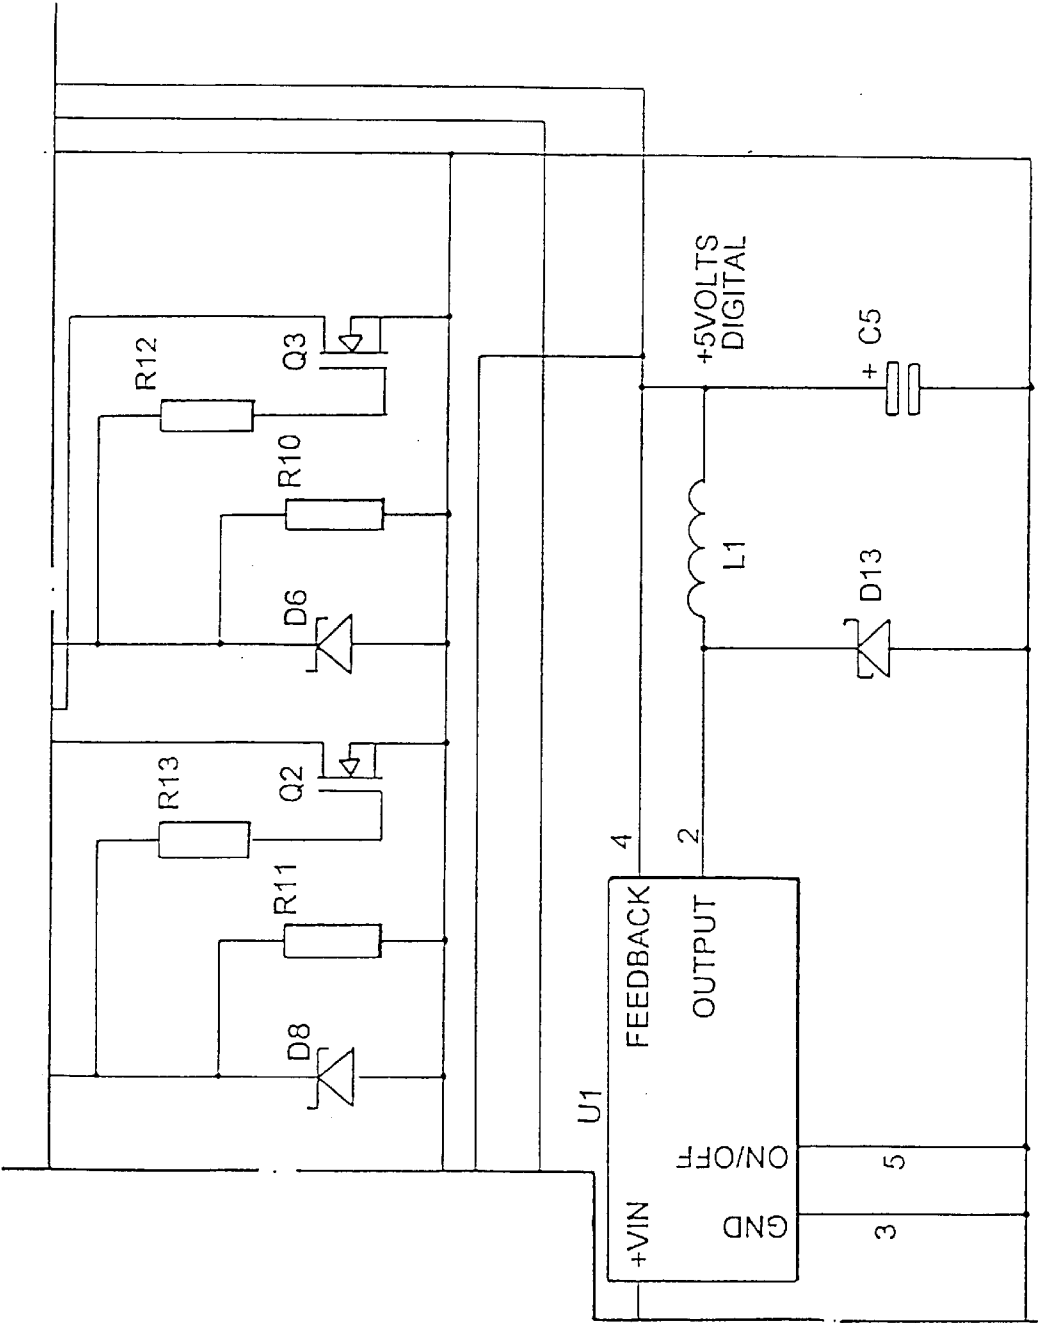 D8
R11
R13
Q2
D6
R10
R12
Q3
U1
+VIN
FEEDBACK
4
OUTPUT
2
GND
3
ON/OFF
5
L1
D13
+5VOLTS
DIGITAL
+
C5